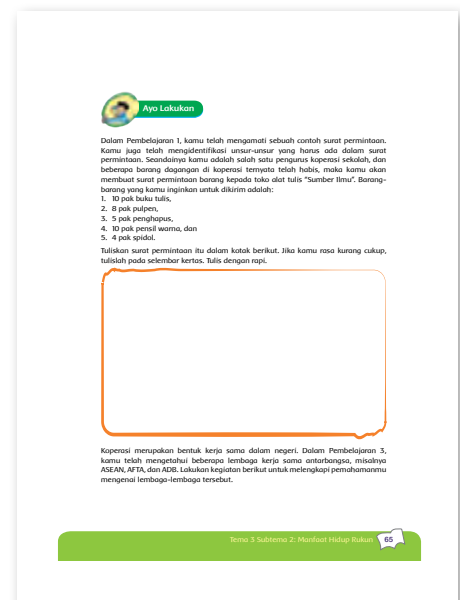 Ayo Lakukan
Dalam Pembelajaran 1, kamu telah mengamati sebuah contoh surat permintaan.
Kamu juga telah mengidentifikasi unsur-unsur yang harus ada dalam surat
permintaan. Seandainya kamu adalah salah satu pengurus koperasi sekolah, dan
beberapa barang dagangan di koperasi ternyata telah habis, maka kamu akan
membuat surat permintaan barang kepada toko alat tulis “Sumber Ilmu”. Barang-
barang yang kamu inginkan untuk dikirim adalah:
1. 10 pak buku tulis,
2. 8 pak pulpen,
3. 5 pak penghapus,
4. 10 pak pensil warna, dan
5. 4 pak spidol.
Tuliskan surat permintaan itu dalam kotak berikut. Jika kamu rasa kurang cukup,
tulislah pada selembar kertas. Tulis dengan rapi.
Koperasi merupakan bentuk kerja sama dalam negeri. Dalam Pembelajaran 3,
kamu telah mengetahui beberapa lembaga kerja sama antarbangsa, misalnya
ASEAN, AFTA, dan ADB. Lakukan kegiatan berikut untuk melengkapi pemahamanmu
mengenai lembaga-lembaga tersebut.
Tema 3 Subtema 2: Manfaat Hidup Rukun 65